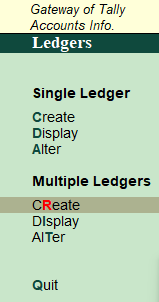 Gateway of Tally
Accounts Info.
Ledgers
Single Ledger
Create
Display
Alter
Multiple Ledgers
CReate
DIsplay
AlTer
Quit